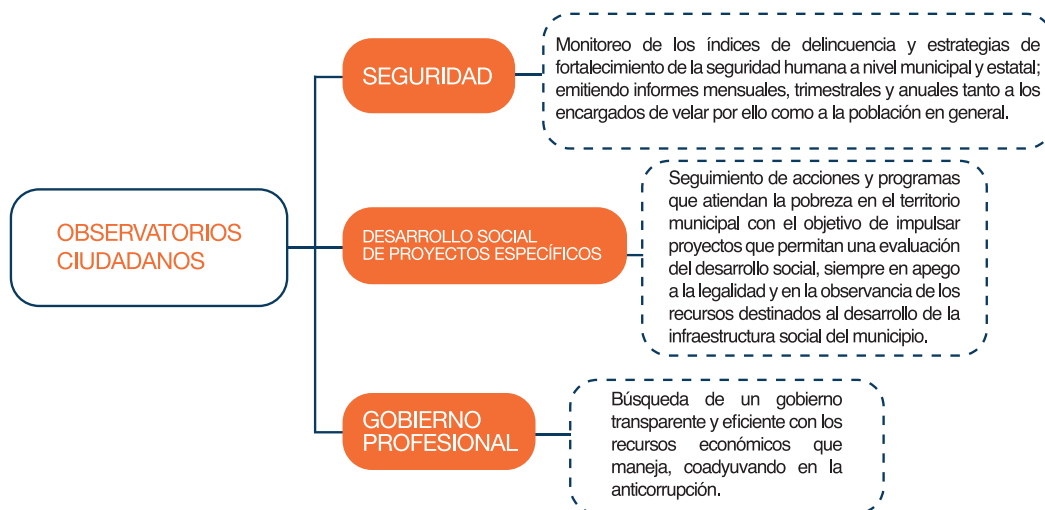 OBSERVATORIOS
CIUDADANOS
SEGURIDAD
Monitoreo de los índices de delincuencia y estrategias de
fortalecimiento de la seguridad humana a nivel municipal y estatal;
emitiendo informes mensuales, trimestrales y anuales tanto a los
encargados de velar por ello como a la población en general.
DESARROLLO SOCIAL
DE PROYECTOS ESPECÍFICOS
Seguimiento de acciones y programas
que atiendan la pobreza en el territorio
municipal con el objetivo de impulsar
proyectos que permitan una evaluación
del desarrollo social, siempre en apego
a la legalidad y en la observancia de los
recursos destinados al desarrollo de la
infraestructura social del municipio.
GOBIERNO
PROFESIONAL
Búsqueda de un gobierno
transparente y eficiente con los
recursos económicos que
maneja, coadyuvando en la
anticorrupción.